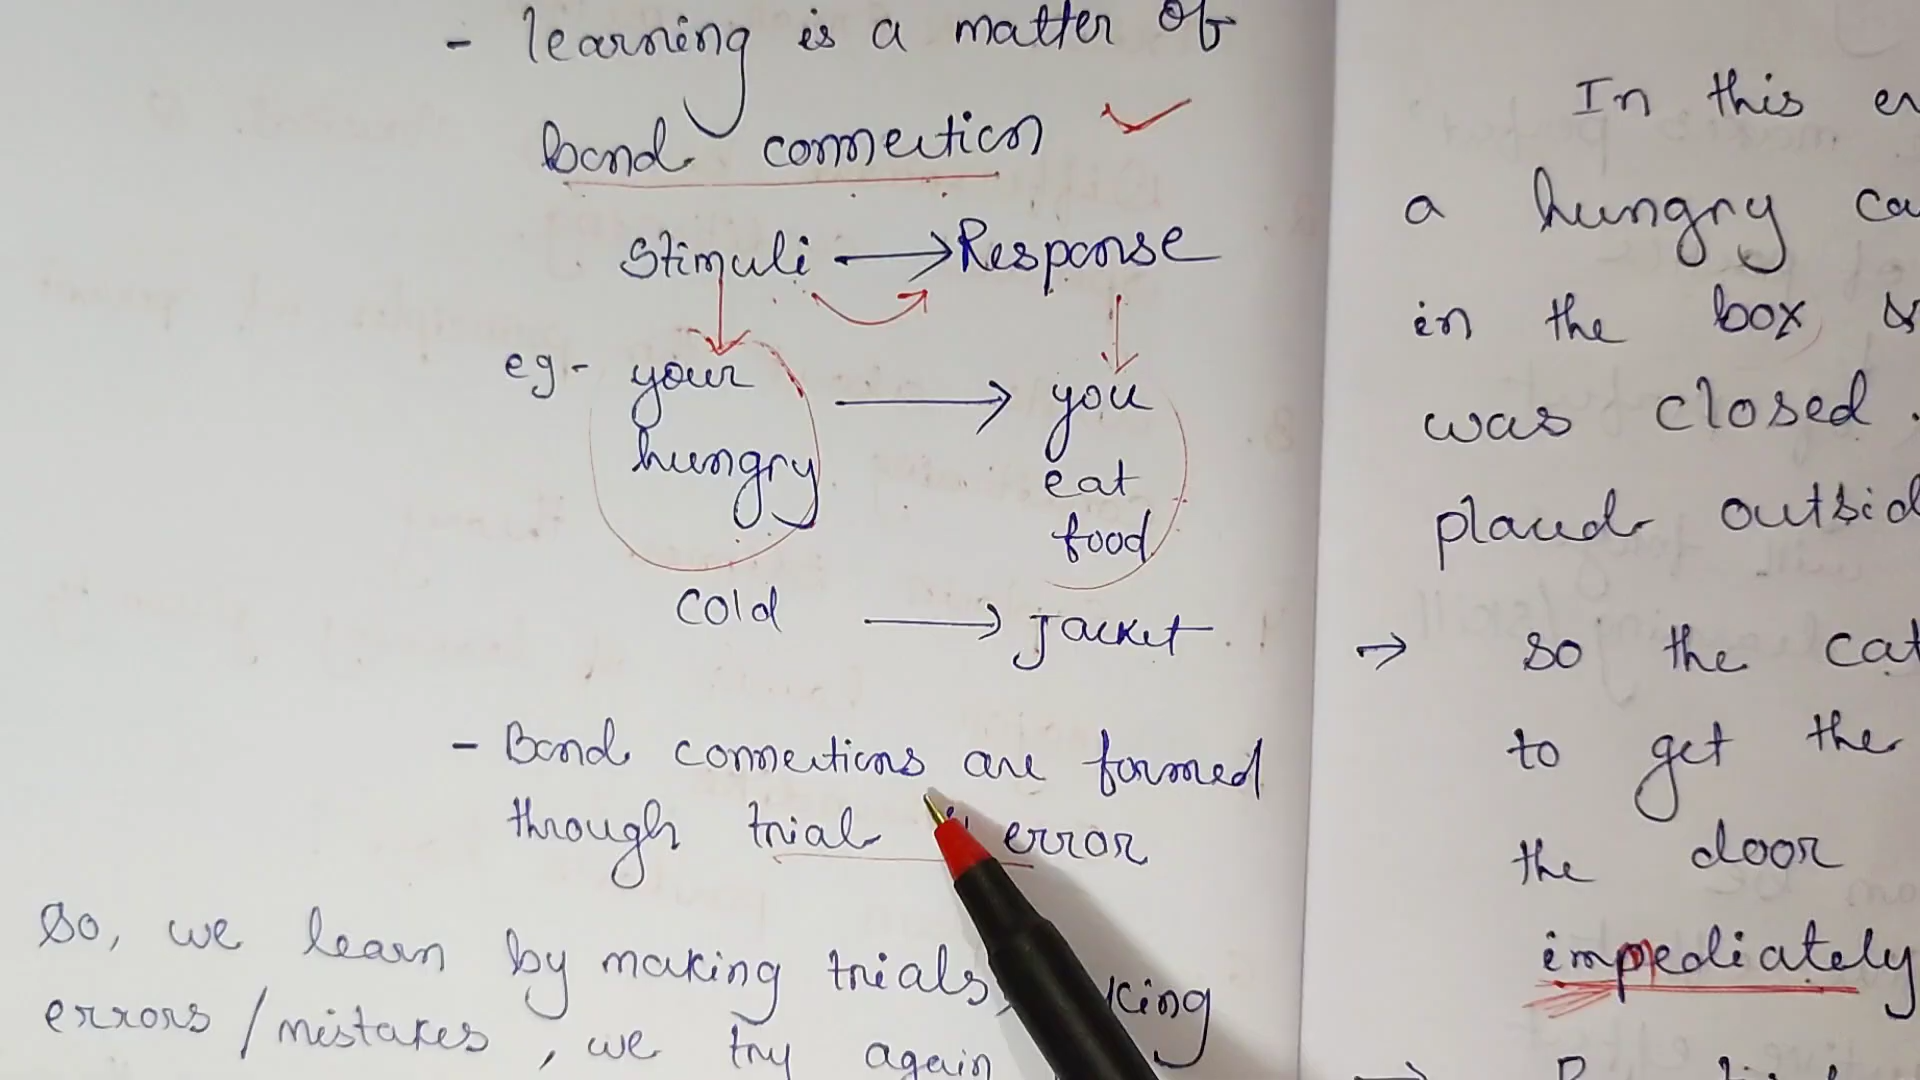 - learning is a matter of
bond connection
Stimuli → Response
eg- your hungry → you eat food
cold → Jacket
- Bond connections are formed
through trial & error
So, we learn by making trials,
errors / mistakes, we try again
In this
a hungry
in the box &
was closed.
placed
→ so the cat
to get the
the door
immediately